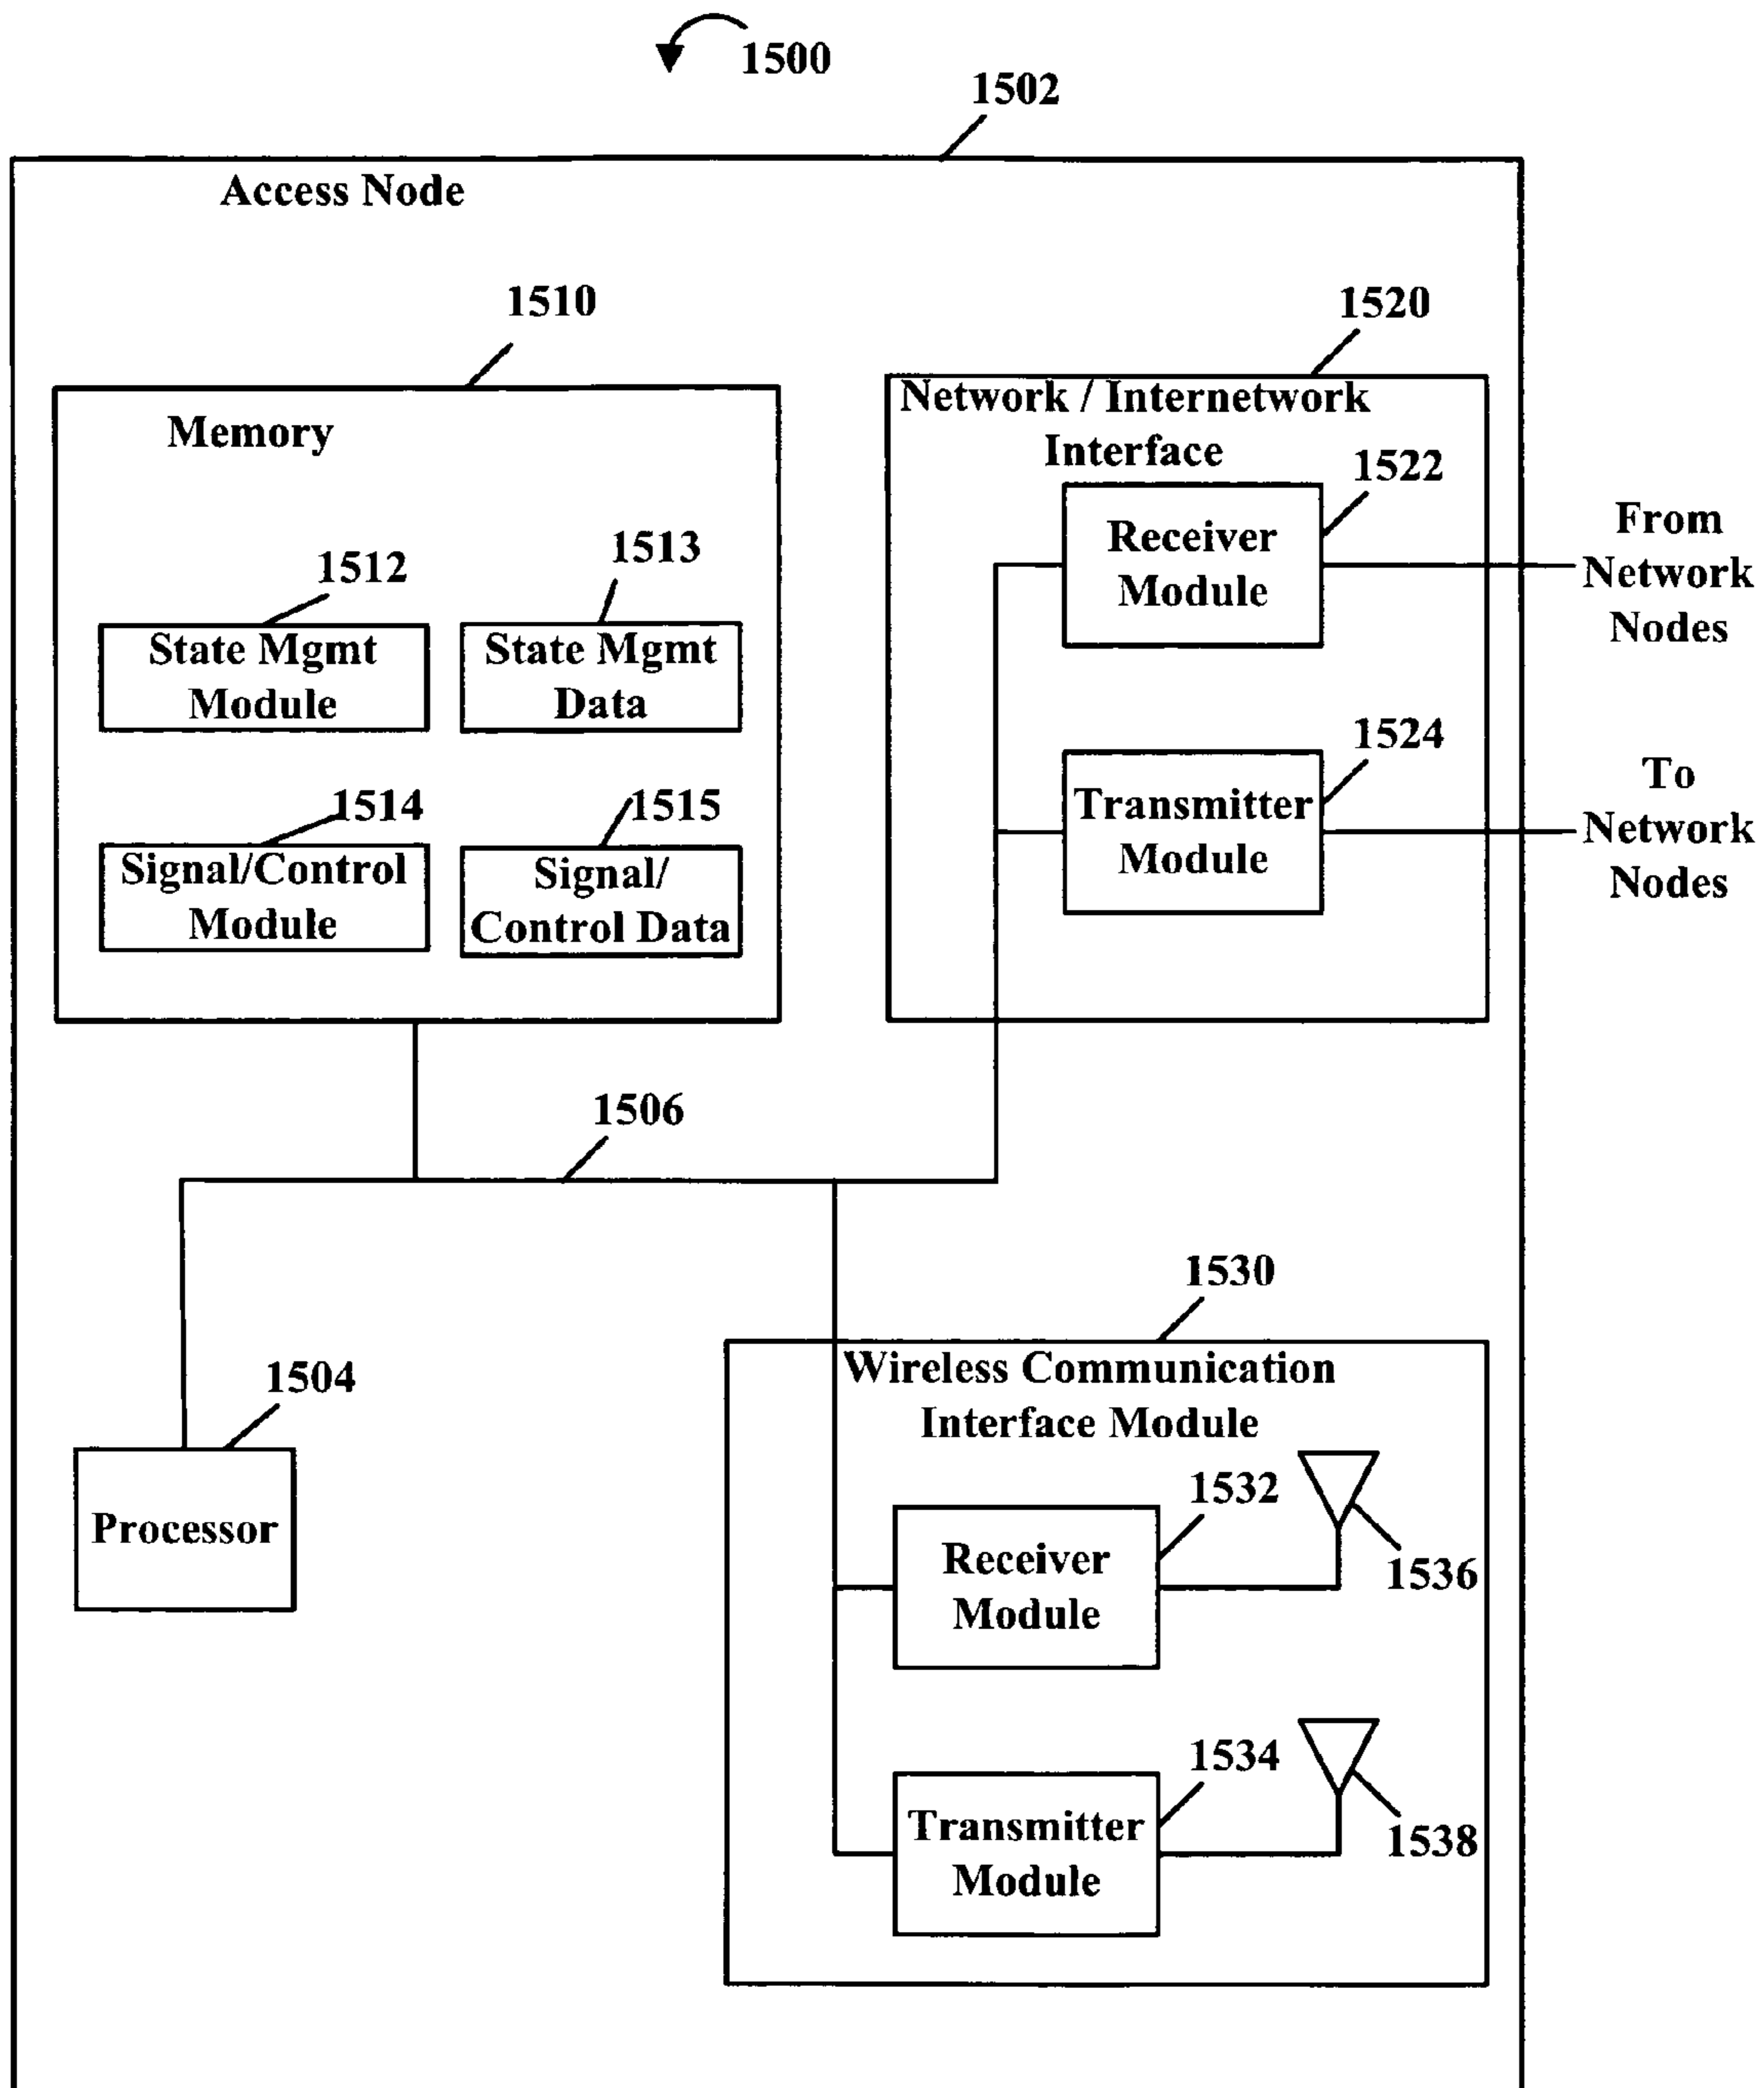 1500
1502
Access Node
1510
Memory
1512
State Mgmt
Module
1513
State Mgmt
Data
1514
Signal/Control
Module
1515
Signal/
Control Data
1520
Network / Internetwork
Interface
1522
Receiver
Module
From
Network
Nodes
1524
Transmitter
Module
To
Network
Nodes
1506
1504
Processor
1530
Wireless Communication
Interface Module
1532
Receiver
Module
1536
1534
Transmitter
Module
1538